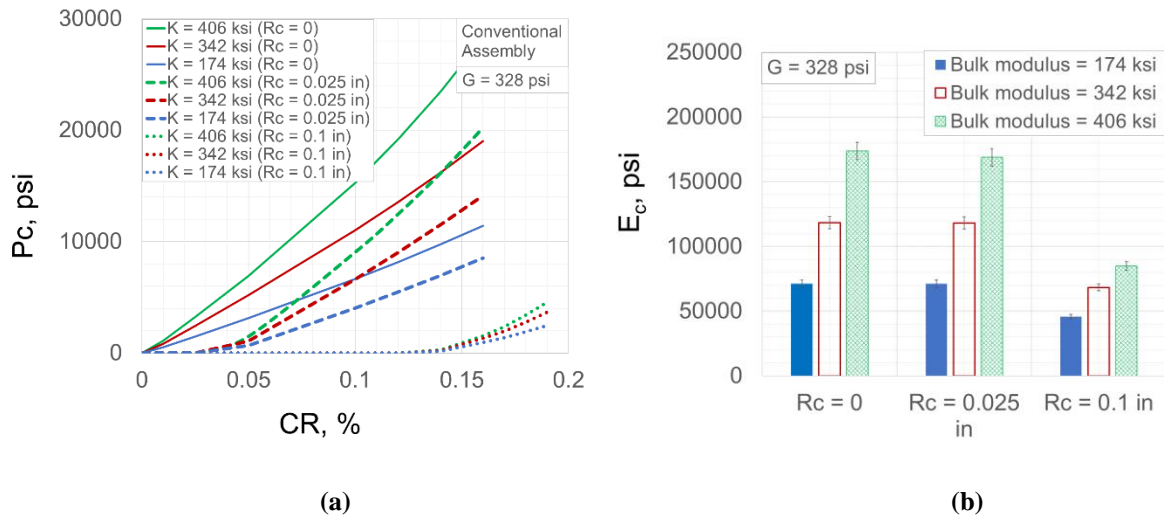 30000
20000
10000
0
Pc, psi
K = 406 ksi (Rc = 0)
K = 342 ksi (Rc = 0)
K = 174 ksi (Rc = 0)
K = 406 ksi (Rc = 0.025 in)
K = 342 ksi (Rc = 0.025 in)
K = 174 ksi (Rc = 0.025 in)
K = 406 ksi (Rc = 0.1 in)
K = 342 ksi (Rc = 0.1 in)
K = 174 ksi (Rc = 0.1 in)
Conventional
Assembly
G = 328 psi
0 0.05 0.1 0.15 0.2
CR, %
(a)
250000
200000
150000
100000
50000
0
Ec, psi
G = 328 psi
Bulk modulus = 174 ksi
Bulk modulus = 342 ksi
Bulk modulus = 406 ksi
Rc = 0 Rc = 0.025 Rc = 0.1 in
in
(b)